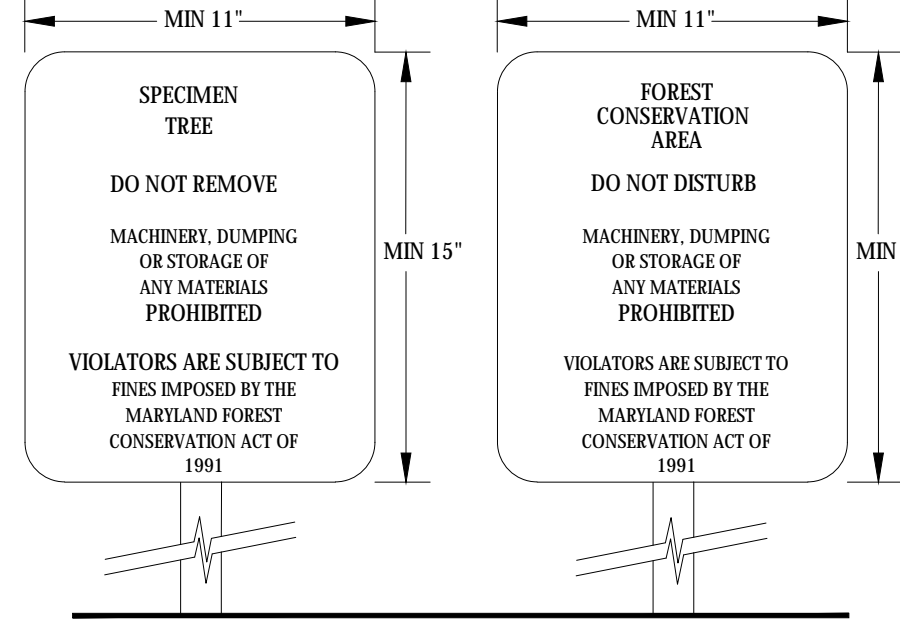 MIN 11"
SPECIMEN
TREE
DO NOT REMOVE
MACHINERY, DUMPING
OR STORAGE OF
ANY MATERIALS
PROHIBITED
VIOLATORS ARE SUBJECT TO
FINES IMPOSED BY THE
MARYLAND FOREST
CONSERVATION ACT OF
1991
MIN 15"
MIN 11"
FOREST
CONSERVATION
AREA
DO NOT DISTURB
MACHINERY, DUMPING
OR STORAGE OF
ANY MATERIALS
PROHIBITED
VIOLATORS ARE SUBJECT TO
FINES IMPOSED BY THE
MARYLAND FOREST
CONSERVATION ACT OF
1991
MIN